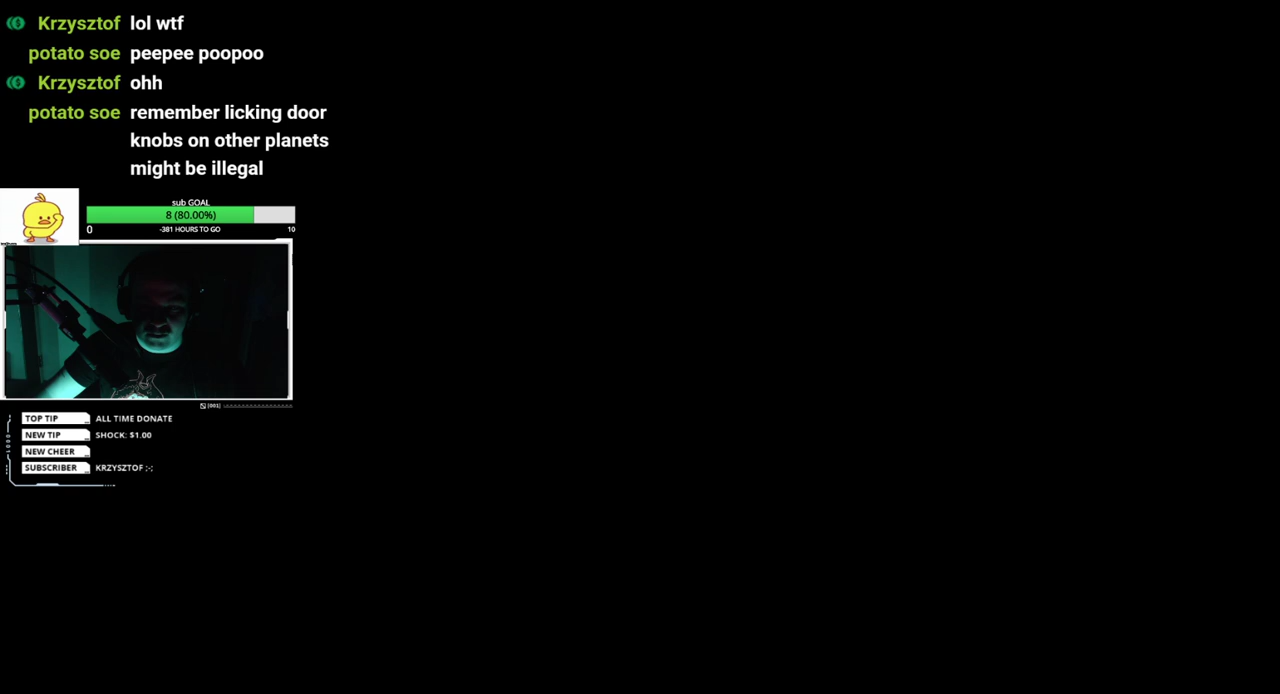 Krzysztof lol wtf
potato soe peepee poopoo
Krzysztof ohh
potato soe remember licking door
knobs on other planets
might be illegal
sub GOAL
8 (80.00%)
0 -381 HOURS TO GO 10
[001]
TOP TIP ALL TIME DONATE
NEW TIP SHOCK: $1.00
NEW CHEER
SUBSCRIBER KRZYSZTOF ;-;